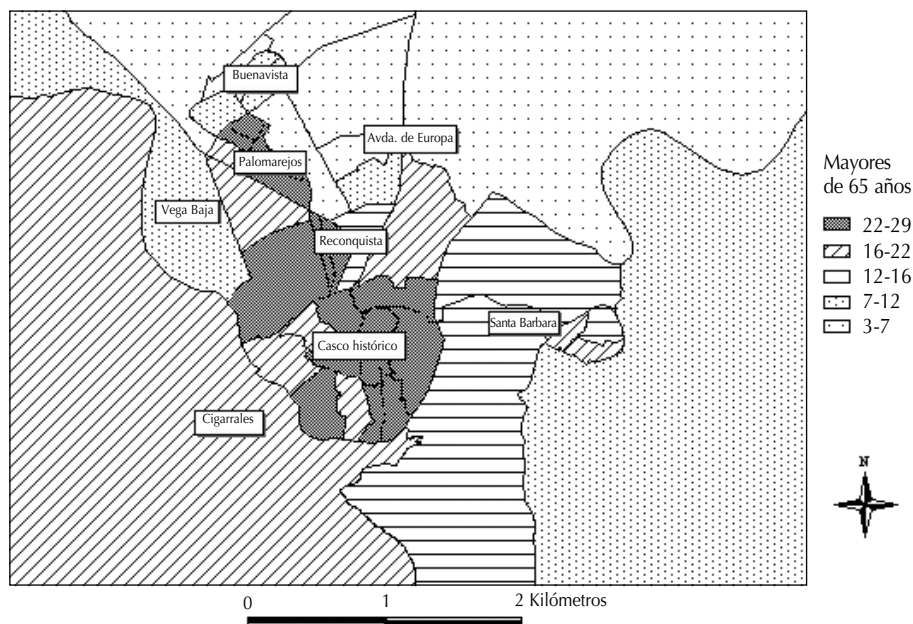 Buenavista
Avda. de Europa
Palomarejos
Vega Baja
Reconquista
Santa Barbara
Casco histórico
Cigarrales
Mayores
de 65 años
22-29
16-22
12-16
7-12
3-7
N
0 1 2 Kilómetros